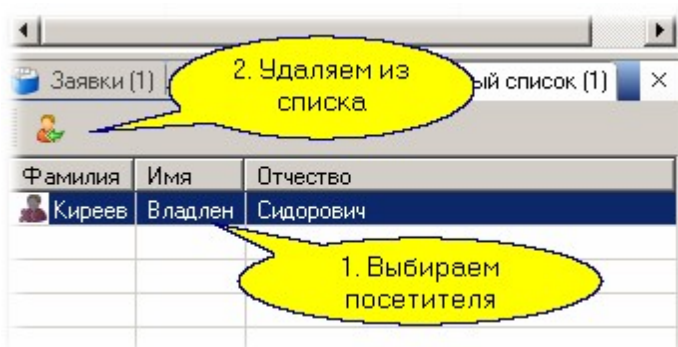 Заявки (1)
2. Удаляем из
списка
ый список (1)
Фамилия Имя Отчество
Киреев Владлен Сидорович
1. Выбираем
посетителя